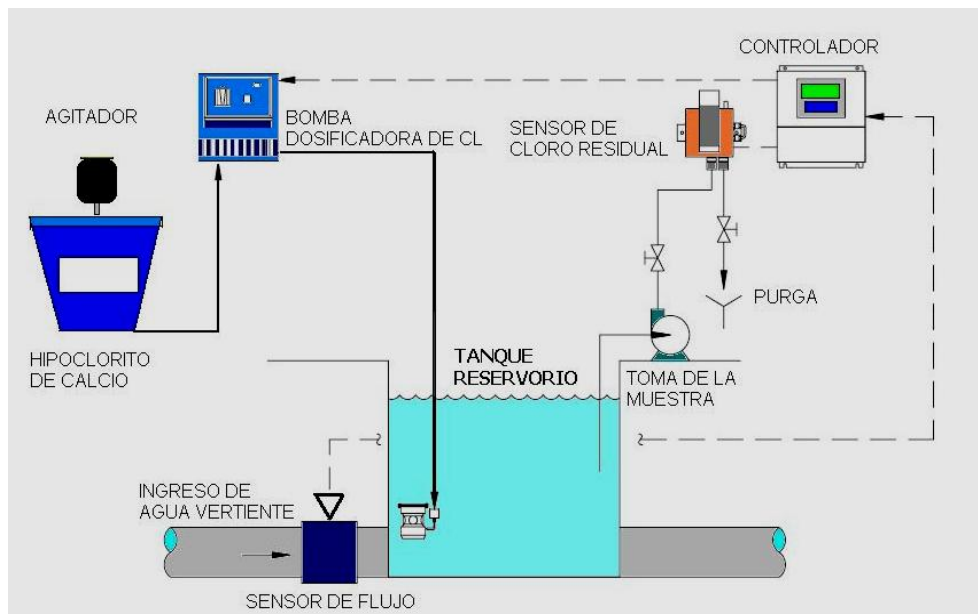 CONTROLADOR
AGITADOR
BOMBA
DOSIFICADORA DE CL
SENSOR DE
CLORO RESIDUAL
PURGA
HIPOCLORITO
DE CALCIO
TANQUE
RESERVORIO
TOMA DE LA
MUESTRA
INGRESO DE
AGUA VERTIENTE
SENSOR DE FLUJO